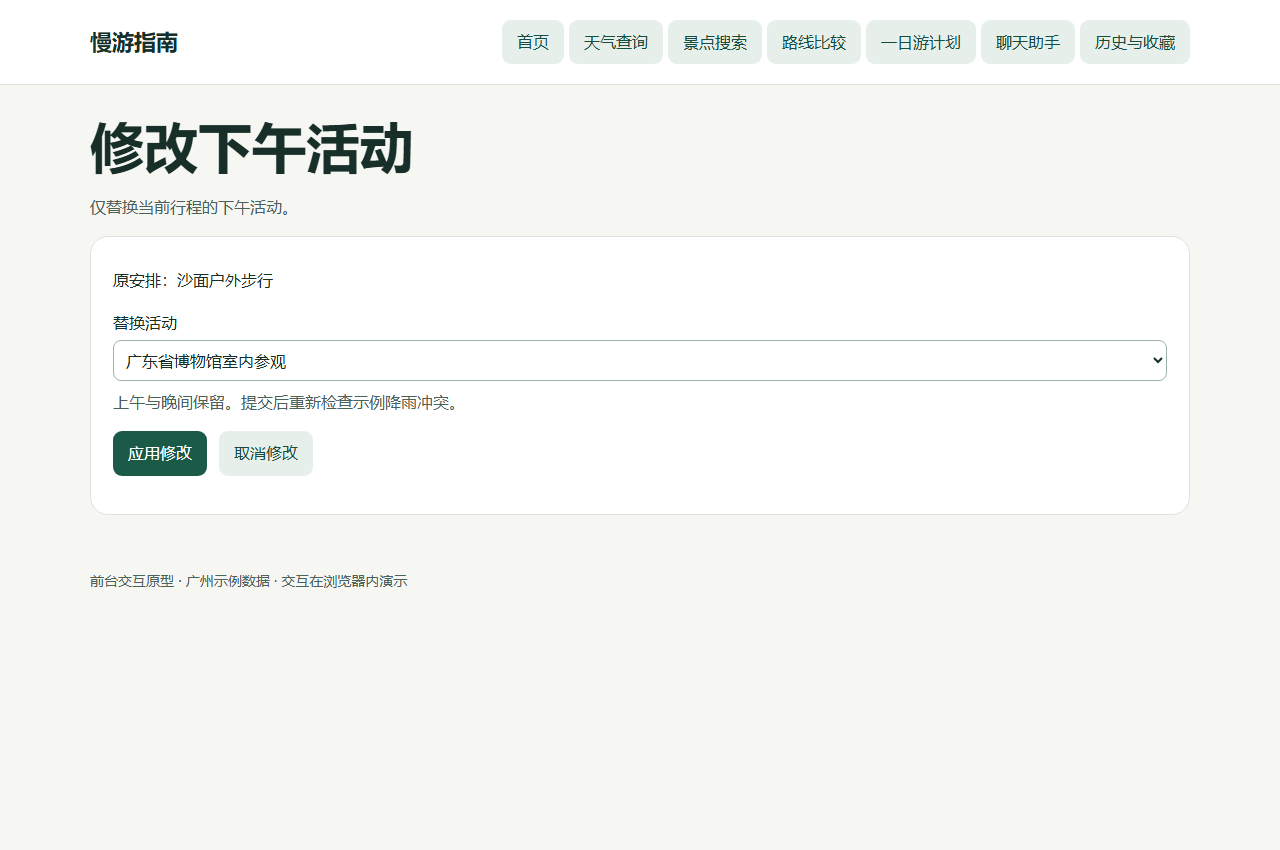 慢游指南
首页 天气查询 景点搜索 路线比较 一日游计划 聊天助手 历史与收藏
修改下午活动
仅替换当前行程的下午活动。
原安排：沙面户外步行
替换活动
广东省博物馆室内参观
上午与晚间保留。提交后重新检查示例降雨冲突。
应用修改 取消修改
前台交互原型 · 广州示例数据 · 交互在浏览器内演示